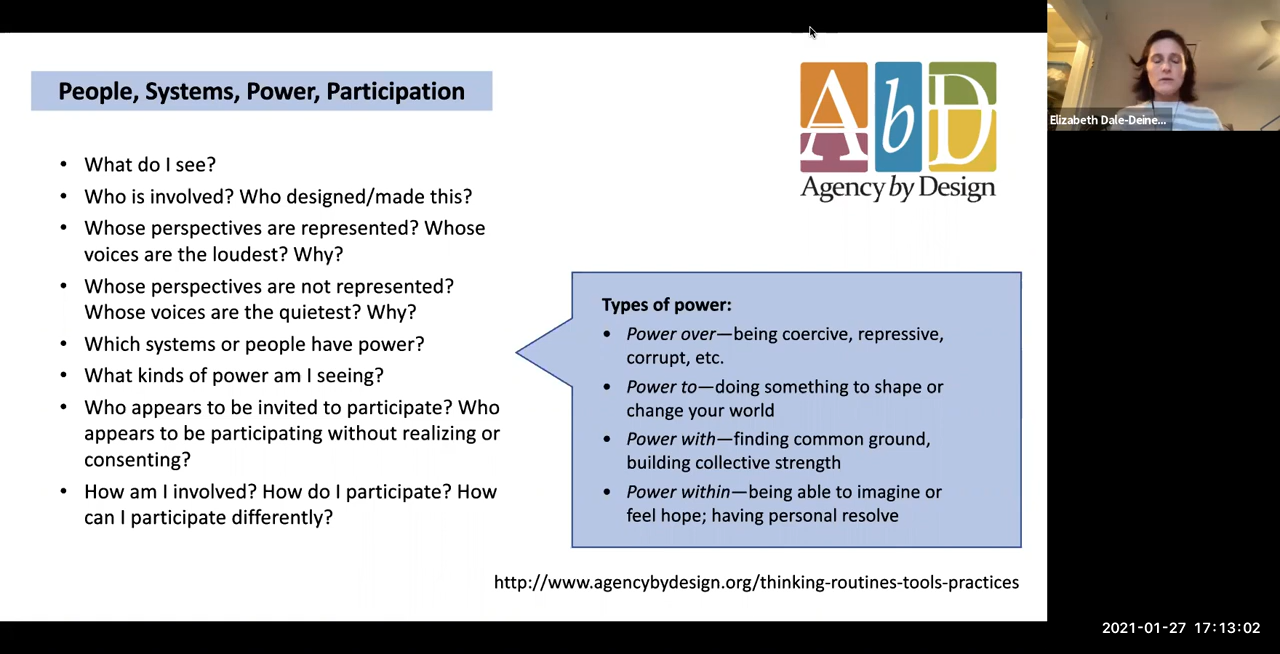 People, Systems, Power, Participation
AbD
Agency by Design
Elizabeth Dale-Deine...
• What do I see?
• Who is involved? Who designed/made this?
• Whose perspectives are represented? Whose
voices are the loudest? Why?
• Whose perspectives are not represented?
Whose voices are the quietest? Why?
• Which systems or people have power?
• What kinds of power am I seeing?
• Who appears to be invited to participate? Who
appears to be participating without realizing or
consenting?
• How am I involved? How do I participate? How
can I participate differently?
Types of power:
• Power over—being coercive, repressive,
corrupt, etc.
• Power to—doing something to shape or
change your world
• Power with—finding common ground,
building collective strength
• Power within—being able to imagine or
feel hope; having personal resolve
http://www.agencybydesign.org/thinking-routines-tools-practices
2021-01-27 17:13:02